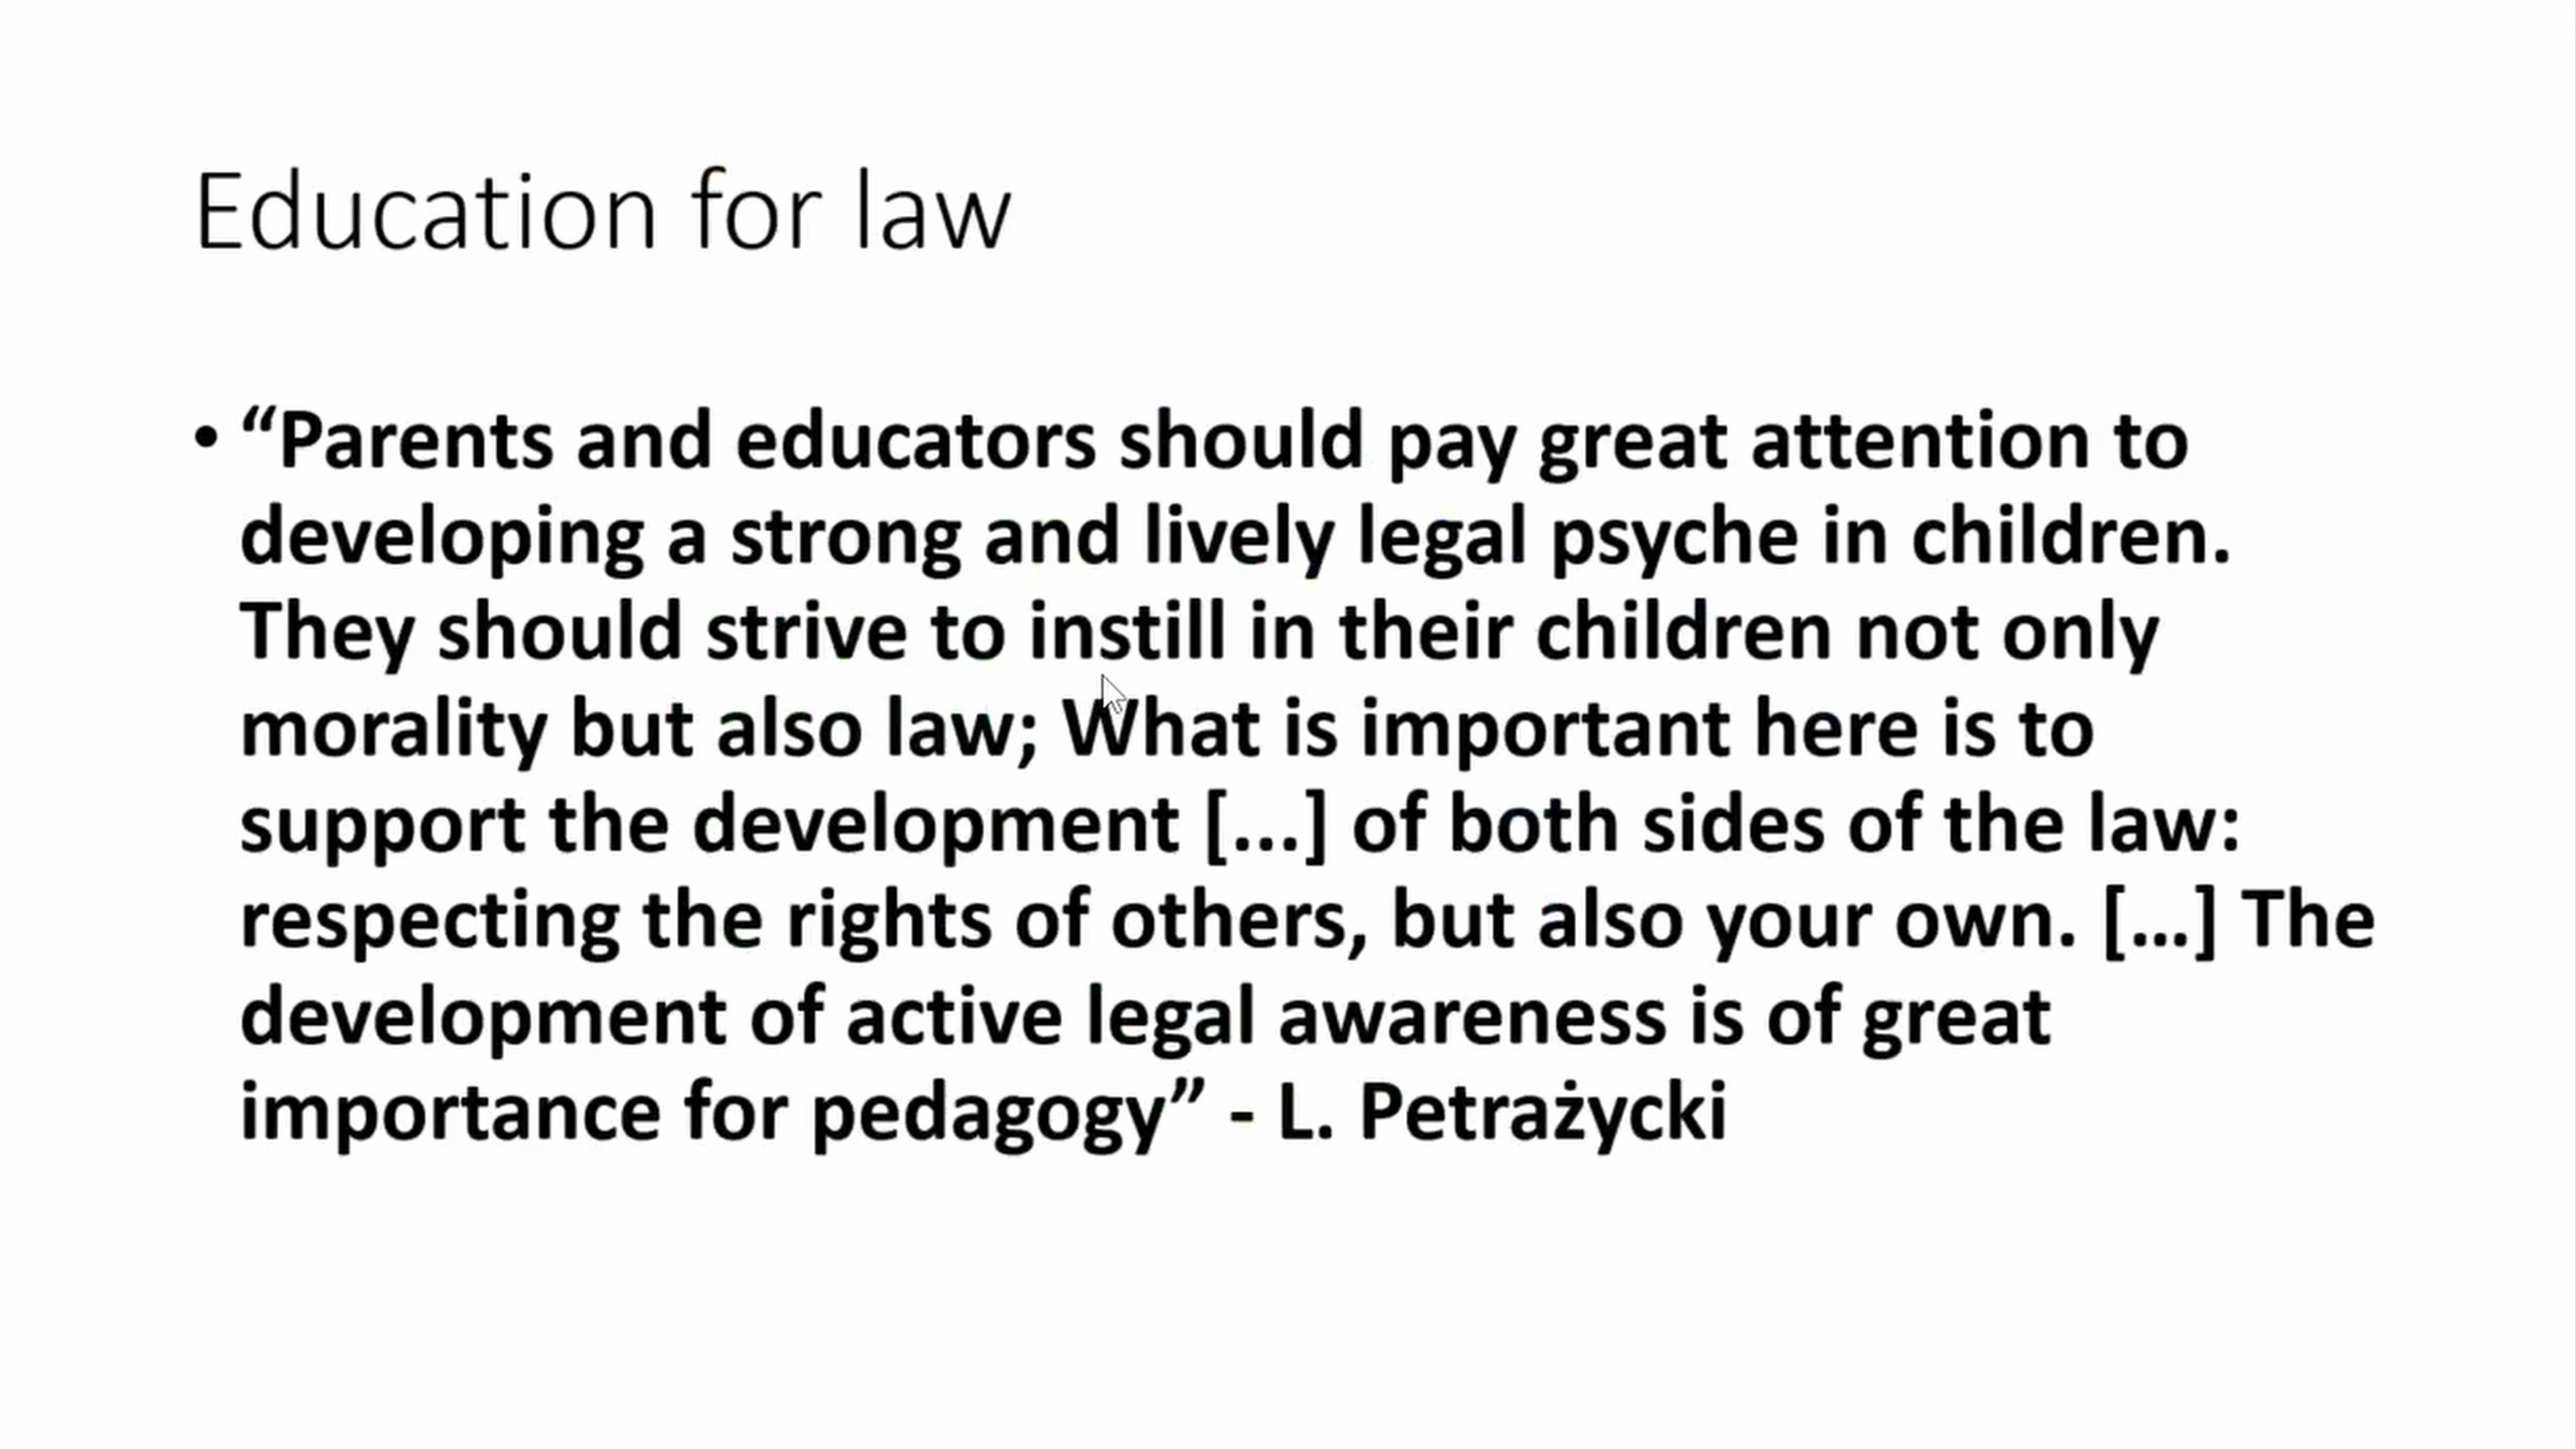 Education for law
• “Parents and educators should pay great attention to
developing a strong and lively legal psyche in children.
They should strive to instill in their children not only
morality but also law; What is important here is to
support the development [...] of both sides of the law:
respecting the rights of others, but also your own. [...] The
development of active legal awareness is of great
importance for pedagogy” - L. Petrażycki